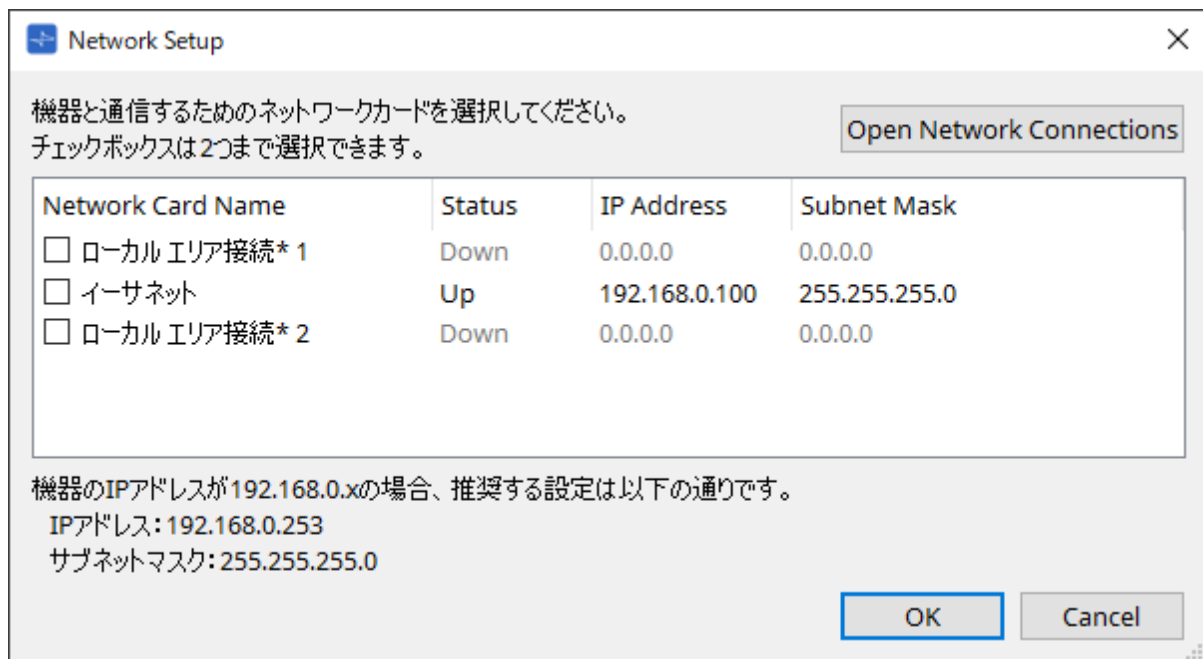 Network Setup
機器と通信するためのネットワークカードを選択してください。
チェックボックスは2つまで選択できます。
Open Network Connections
Network Card Name Status IP Address Subnet Mask
ローカル エリア接続* 1 Down 0.0.0.0 0.0.0.0
イーサネット Up 192.168.0.100 255.255.255.0
ローカル エリア接続* 2 Down 0.0.0.0 0.0.0.0
機器のIPアドレスが192.168.0.xの場合、推奨する設定は以下の通りです。
IPアドレス：192.168.0.253
サブネットマスク：255.255.255.0
OK Cancel